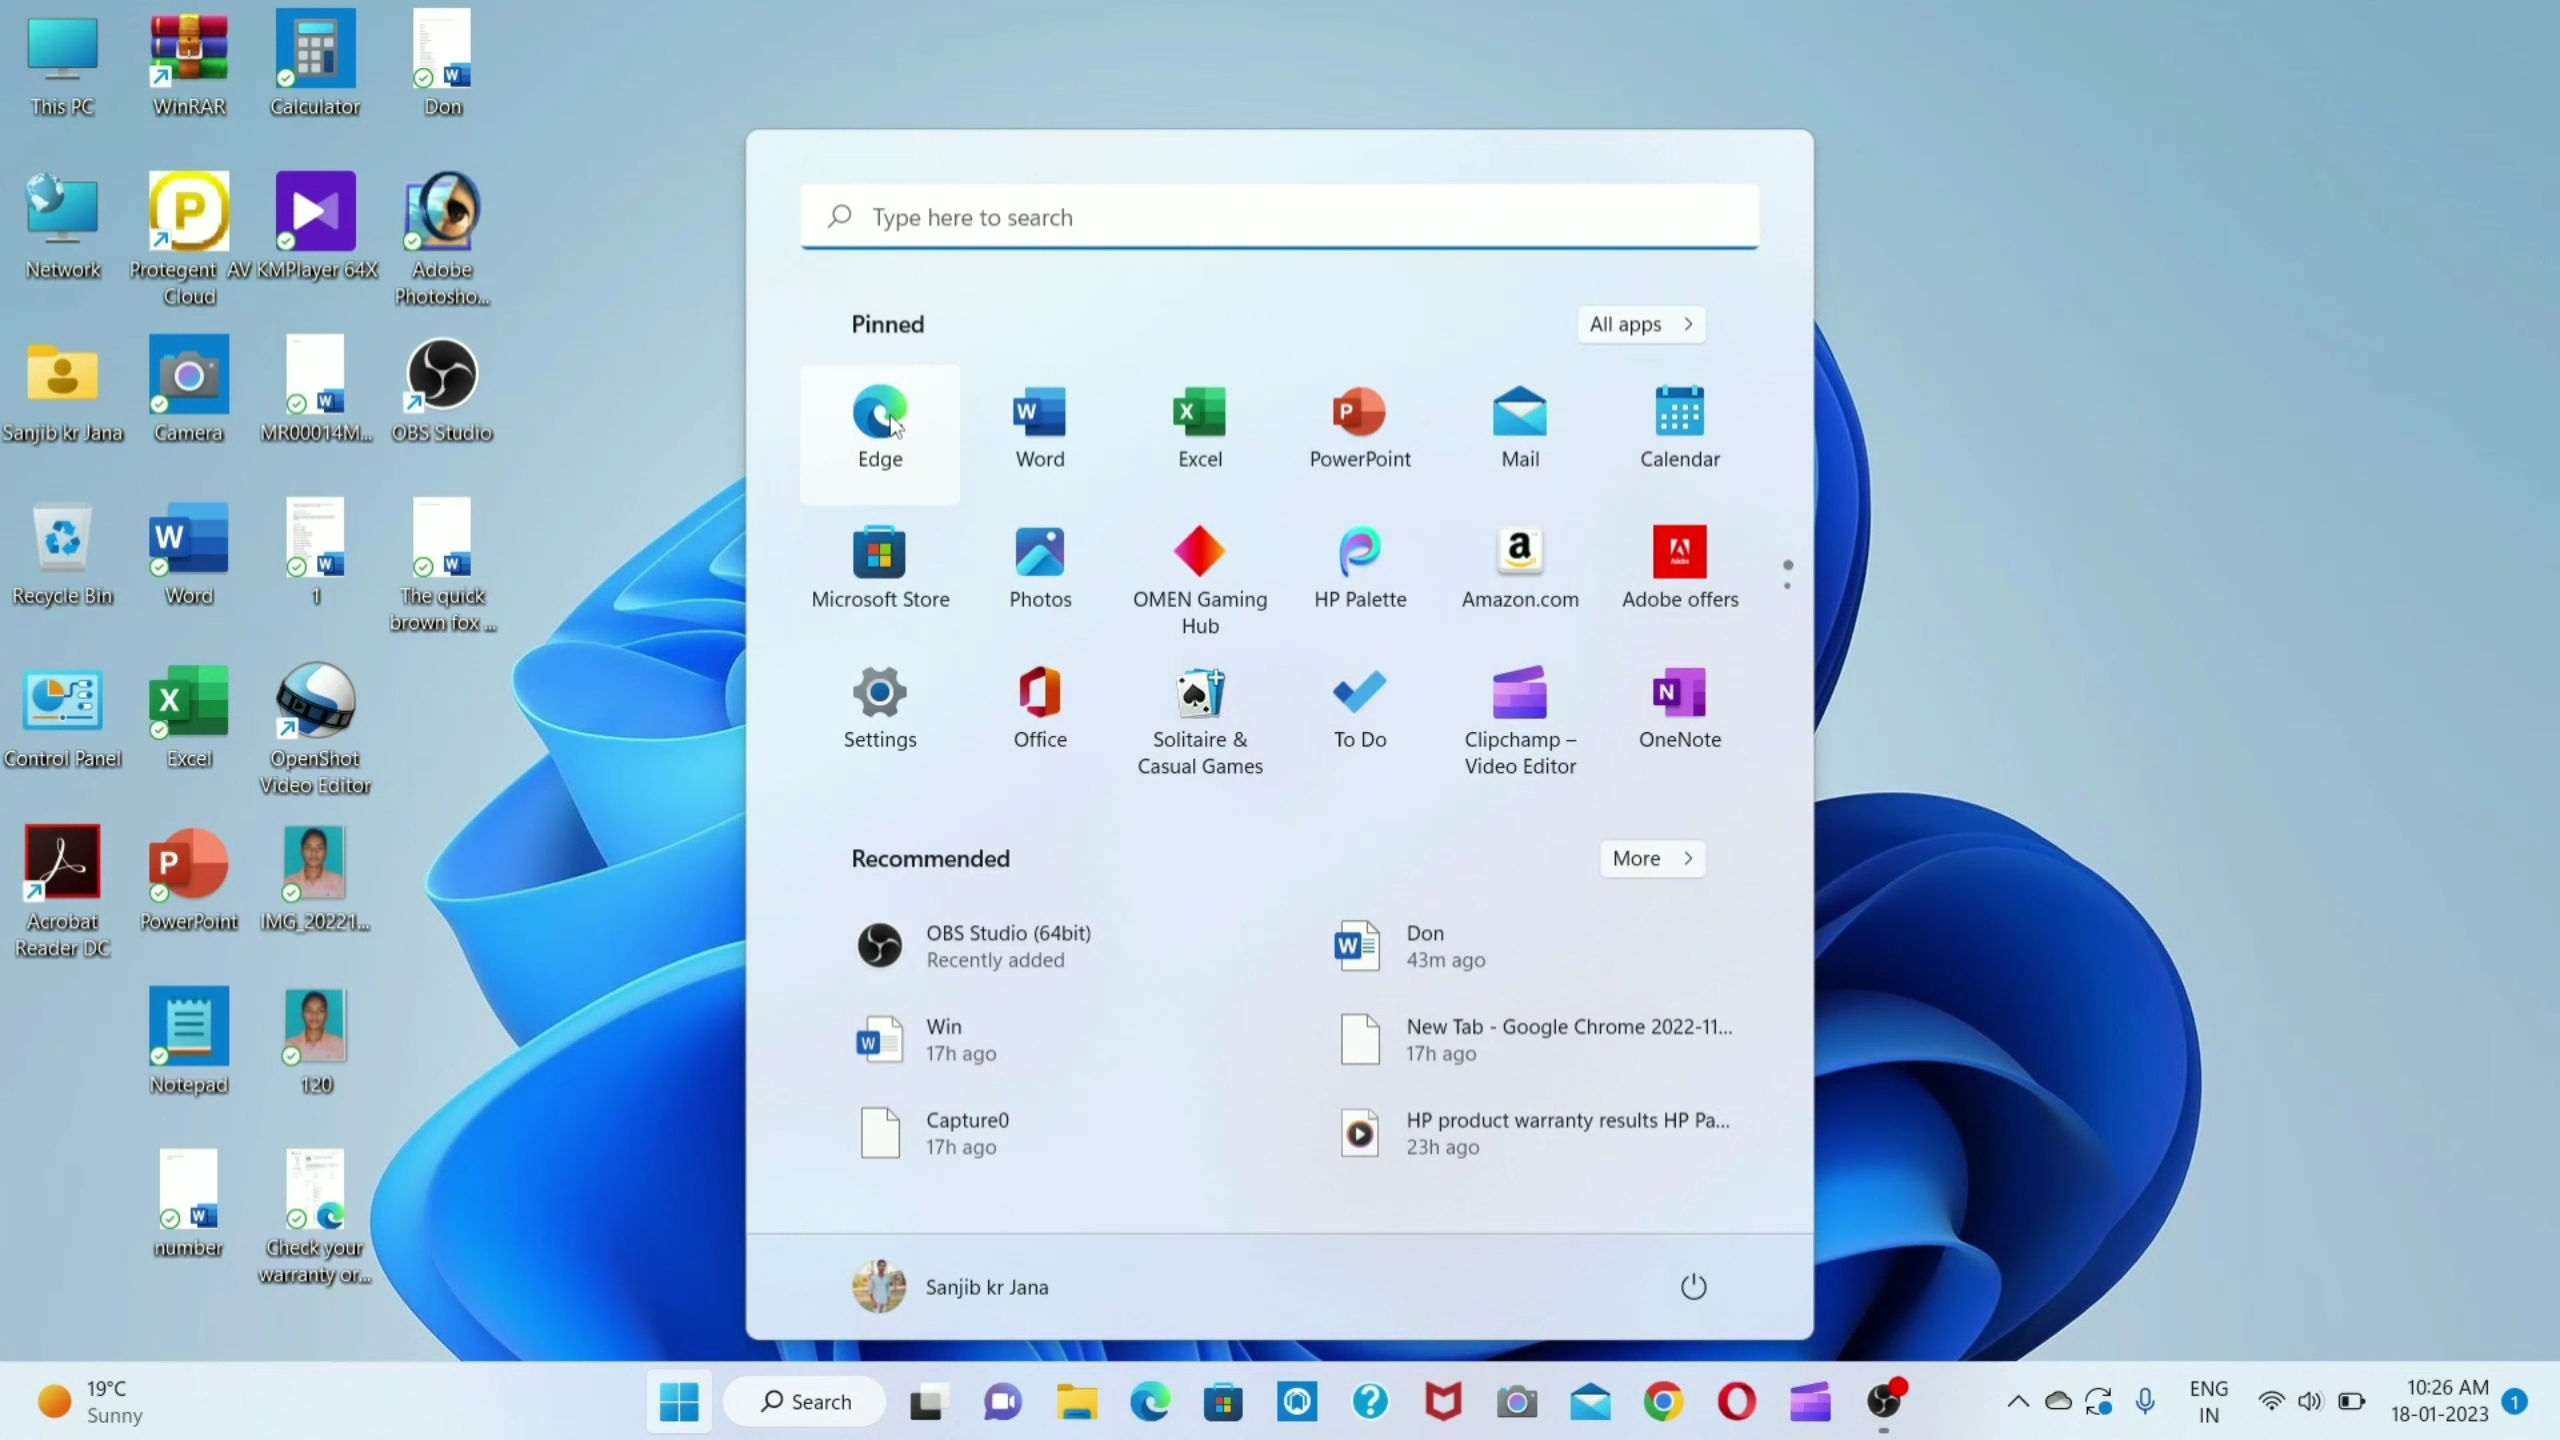 This PC
WinRAR
Calculator
Don
Network
Protegent AV
Cloud
KMPlayer 64X
Adobe
Photosho...
Sanjib kr Jana
Camera
MR00014M...
OBS Studio
Recycle Bin
Word
1
The quick
brown fox ...
Control Panel
Excel
OpenShot
Video Editor
Acrobat
Reader DC
PowerPoint
IMG_20221...
Notepad
120
number
Check your
warranty or...
Type here to search
Pinned
All apps
Edge
Word
Excel
PowerPoint
Mail
Calendar
Microsoft Store
Photos
OMEN Gaming
Hub
HP Palette
Amazon.com
Adobe offers
Settings
Office
Solitaire &
Casual Games
To Do
Clipchamp –
Video Editor
OneNote
Recommended
More
OBS Studio (64bit)
Recently added
Don
43m ago
Win
17h ago
New Tab - Google Chrome 2022-11...
17h ago
Capture0
17h ago
HP product warranty results HP Pa...
23h ago
Sanjib kr Jana
19°C
Sunny
Search
ENG
IN
10:26 AM
18-01-2023
1